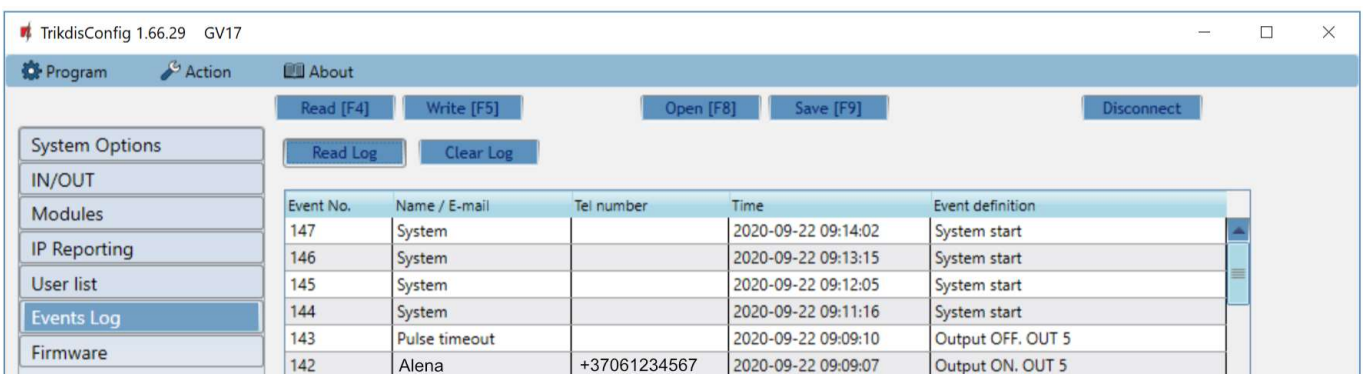 TrikdisConfig 1.66.29 GV17
Program Action About
Read [F4] Write [F5] Open [F8] Save [F9] Disconnect
Read Log Clear Log
System Options
IN/OUT
Modules
IP Reporting
User list
Events Log
Firmware
Event No. Name / E-mail Tel number Time Event definition
147 System 2020-09-22 09:14:02 System start
146 System 2020-09-22 09:13:15 System start
145 System 2020-09-22 09:12:05 System start
144 System 2020-09-22 09:11:16 System start
143 Pulse timeout 2020-09-22 09:09:10 Output OFF. OUT 5
142 Alena +37061234567 2020-09-22 09:09:07 Output ON. OUT 5